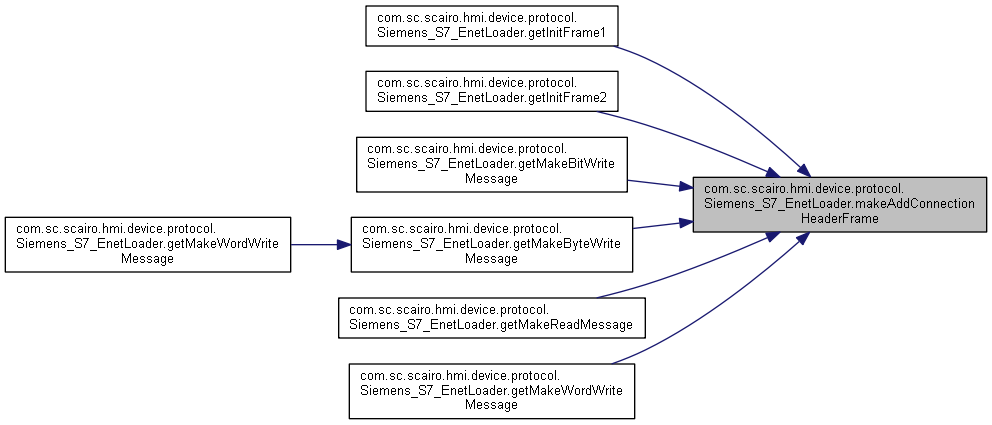 com.sc.scairo.hmi.device.protocol.
Siemens_S7_EnetLoader.getInitFrame1
com.sc.scairo.hmi.device.protocol.
Siemens_S7_EnetLoader.getInitFrame2
com.sc.scairo.hmi.device.protocol.
Siemens_S7_EnetLoader.getMakeBitWrite
Message
com.sc.scairo.hmi.device.protocol.
Siemens_S7_EnetLoader.makeAddConnection
HeaderFrame
com.sc.scairo.hmi.device.protocol.
Siemens_S7_EnetLoader.getMakeWordWrite
Message
com.sc.scairo.hmi.device.protocol.
Siemens_S7_EnetLoader.getMakeByteWrite
Message
com.sc.scairo.hmi.device.protocol.
Siemens_S7_EnetLoader.getMakeReadMessage
com.sc.scairo.hmi.device.protocol.
Siemens_S7_EnetLoader.getMakeWordWrite
Message